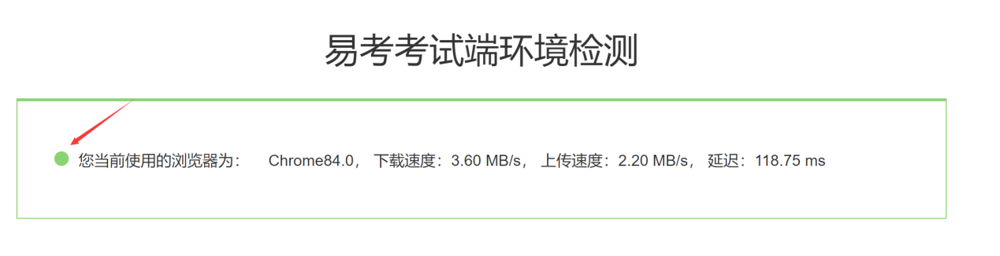 易考考试端环境检测
您当前使用的浏览器为： Chrome84.0， 下载速度：3.60 MB/s， 上传速度：2.20 MB/s， 延迟：118.75 ms